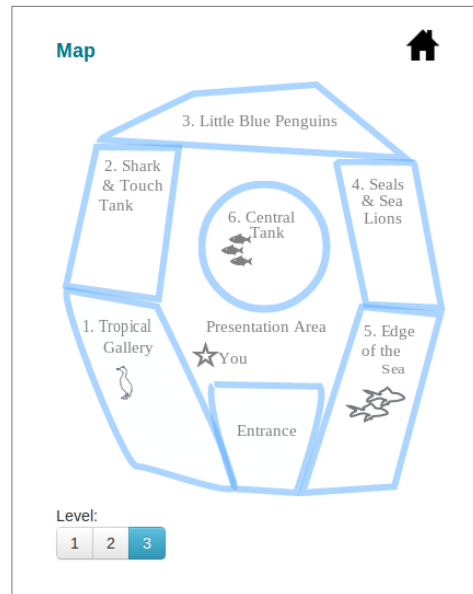 Map
3. Little Blue Penguins
2. Shark
& Touch
Tank
4. Seals
& Sea
Lions
6. Central
Tank
1. Tropical
Gallery
Presentation Area
You
5. Edge
of the
Sea
Entrance
Level:
1 2 3